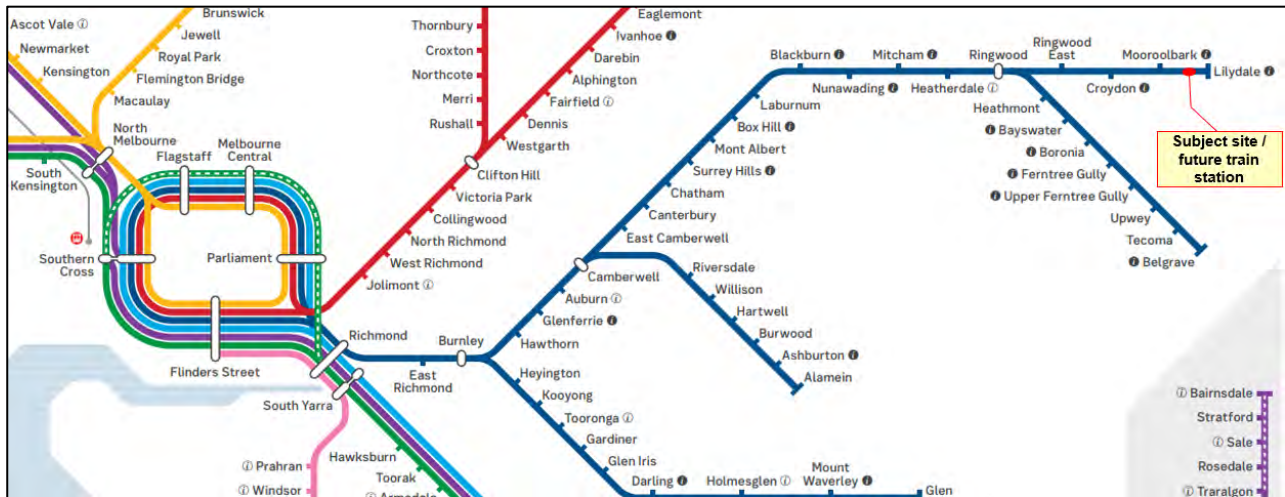 Ascot Vale
Newmarket
Kensington
Brunswick
Jewell
Royal Park
Flemington Bridge
Macaulay
North
Melbourne
South
Kensington
Flagstaff
Melbourne
Central
Southern
Cross
Parliament
Flinders Street
Thornbury
Croxton
Northcote
Merri
Rushall
Eaglemont
Ivanhoe
Darebin
Alphington
Fairfield
Dennis
Westgarth
Clifton Hill
Victoria Park
Collingwood
North Richmond
West Richmond
Jolimont
Richmond
East
Richmond
Burnley
South Yarra
Prahran
Windsor
Hawksburn
Toorak
Armadale
Blackburn
Mitcham
Ringwood
Ringwood
East
Mooroolbark
Lilydale
Nunawading
Heatherdale
Croydon
Laburnum
Box Hill
Mont Albert
Surrey Hills
Chatham
Canterbury
East Camberwell
Camberwell
Auburn
Glenferrie
Hawthorn
Heathmont
Bayswater
Boronia
Ferntree Gully
Upper Ferntree Gully
Upwey
Tecoma
Belgrave
Subject site /
future train
station
Riversdale
Willison
Hartwell
Burwood
Ashburton
Alamein
Heyington
Kooyong
Tooronga
Gardiner
Glen Iris
Darling
Holmesglen
Mount
Waverley
Glen
Bairnsdale
Stratford
Sale
Rosedale
Traralgon